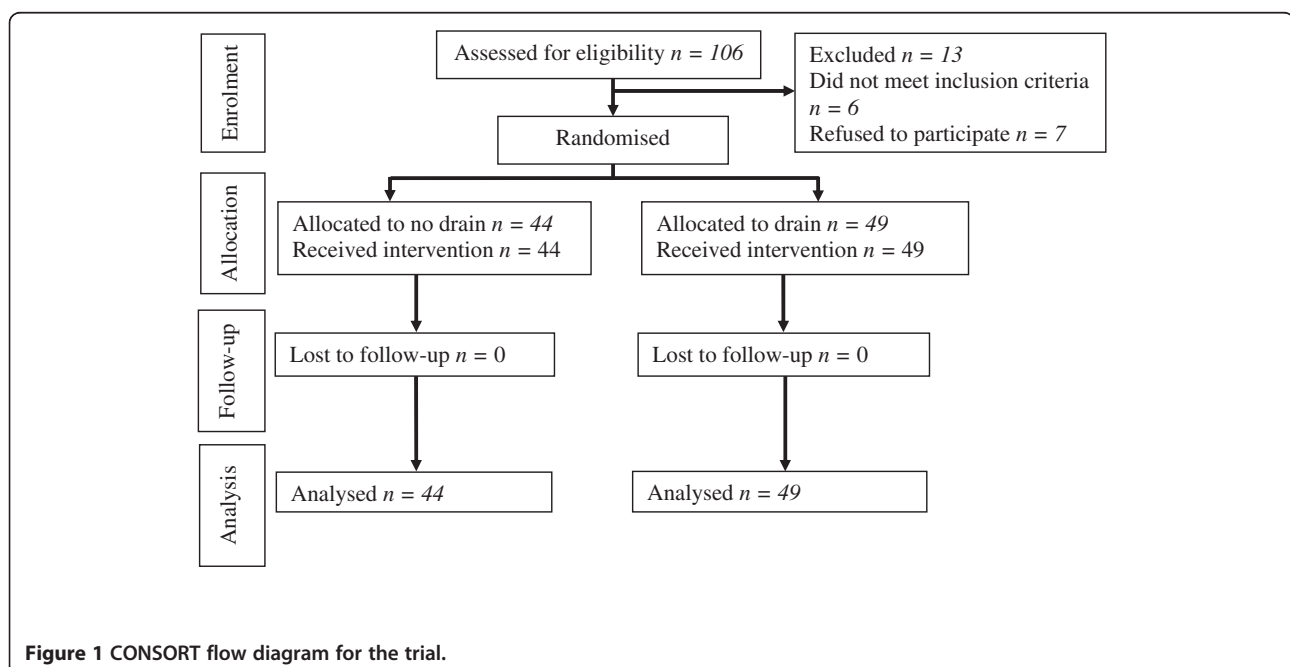 Enrolment
Assessed for eligibility n = 106
Excluded n = 13
Did not meet inclusion criteria
n = 6
Refused to participate n = 7
Randomised
Allocation
Allocated to no drain n = 44
Received intervention n = 44
Allocated to drain n = 49
Received intervention n = 49
Follow-up
Lost to follow-up n = 0
Lost to follow-up n = 0
Analysis
Analysed n = 44
Analysed n = 49
Figure 1 CONSORT flow diagram for the trial.